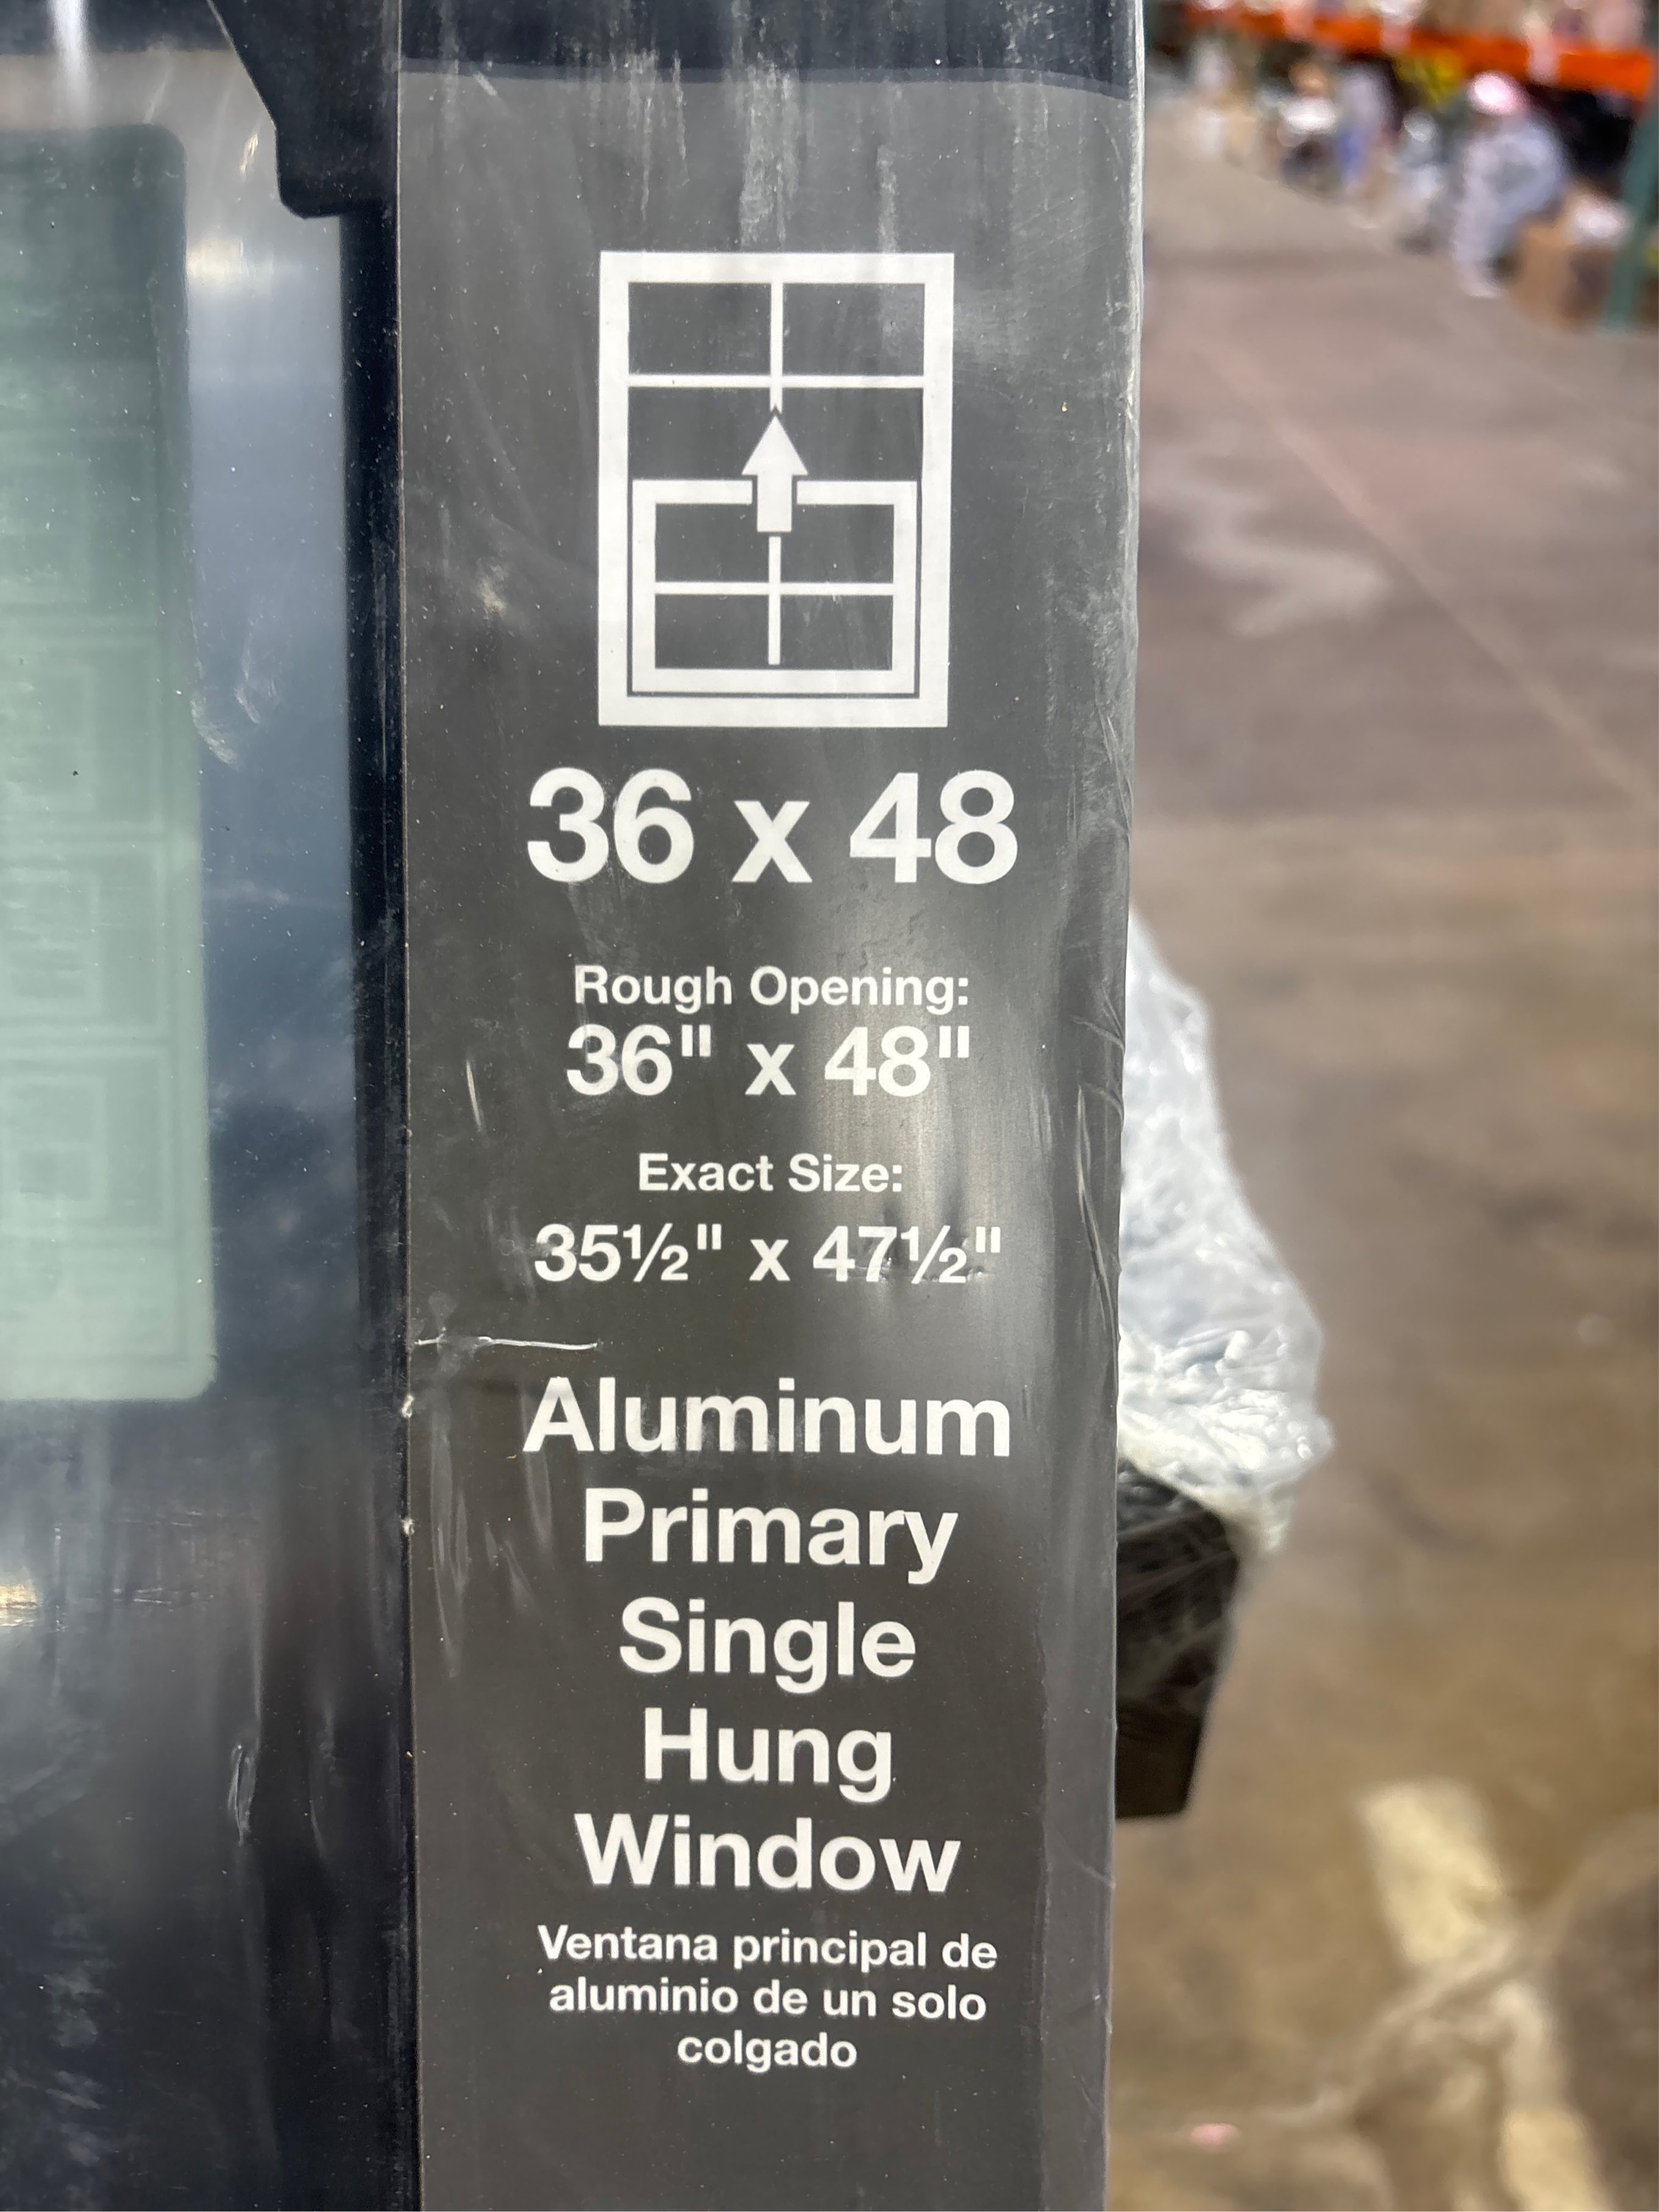 36 x 48
Rough Opening:
36" x 48"
Exact Size:
35½" x 47½"
Aluminum
Primary
Single
Hung
Window
Ventana principal de
aluminio de un solo
colgado